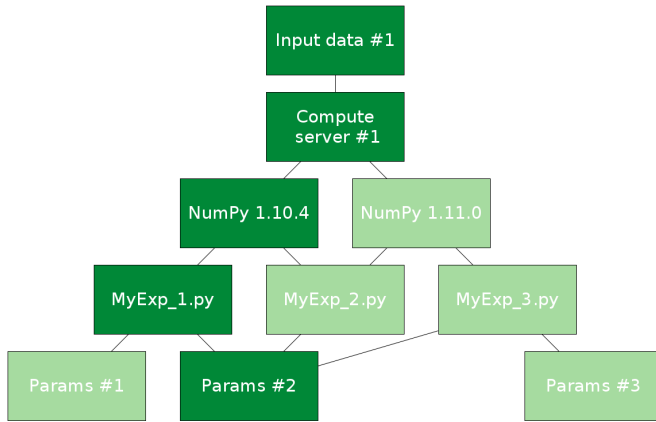 Input data #1
Compute
server #1
NumPy 1.10.4
NumPy 1.11.0
MyExp_1.py
MyExp_2.py
MyExp_3.py
Params #1
Params #2
Params #3